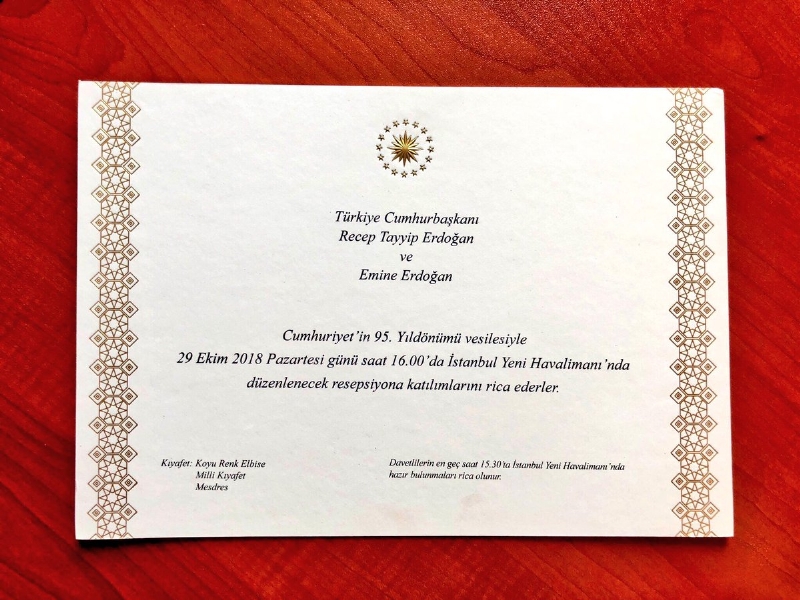 Türkiye Cumhurbaşkanı
Recep Tayyip Erdoğan
ve
Emine Erdoğan
Cumhuriyet'in 95. Yıldönümü vesilesiyle
29 Ekim 2018 Pazartesi günü saat 16.00'da İstanbul Yeni Havalimanı'nda
düzenlenecek resepsiyona katılımlarını rica ederler.
Kıyafet: Koyu Renk Elbise
Milli Kıyafet
Mesdres
Davetlilerin en geç saat 15.30'ta İstanbul Yeni Havalimanı'nda
hazır bulunmaları rica olunur.